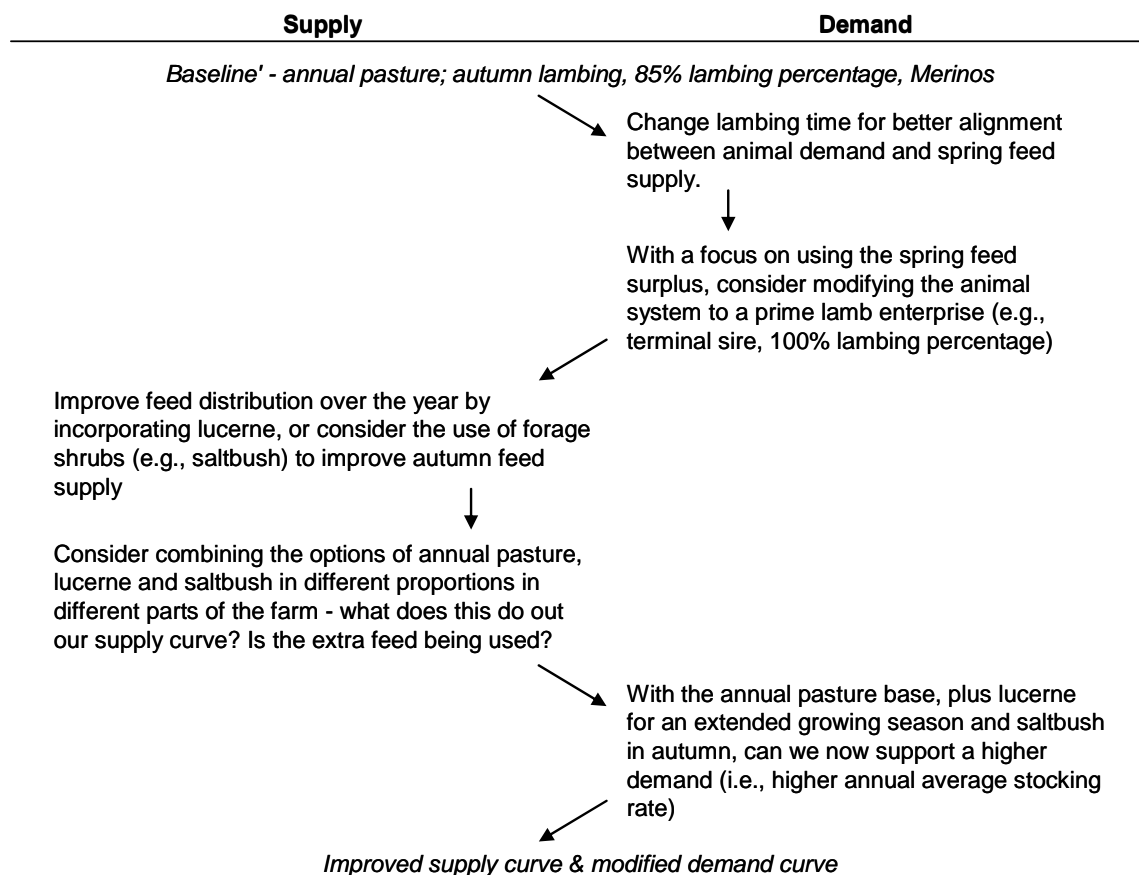 Supply Demand
Baseline' - annual pasture; autumn lambing, 85% lambing percentage, Merinos
Change lambing time for better alignment
between animal demand and spring feed
supply.
With a focus on using the spring feed
surplus, consider modifying the animal
system to a prime lamb enterprise (e.g.,
terminal sire, 100% lambing percentage)
Improve feed distribution over the year by
incorporating lucerne, or consider the use of forage
shrubs (e.g., saltbush) to improve autumn feed
supply
Consider combining the options of annual pasture,
lucerne and saltbush in different proportions in
different parts of the farm - what does this do out
our supply curve? Is the extra feed being used?
With the annual pasture base, plus lucerne
for an extended growing season and saltbush
in autumn, can we now support a higher
demand (i.e., higher annual average stocking
rate)
Improved supply curve & modified demand curve